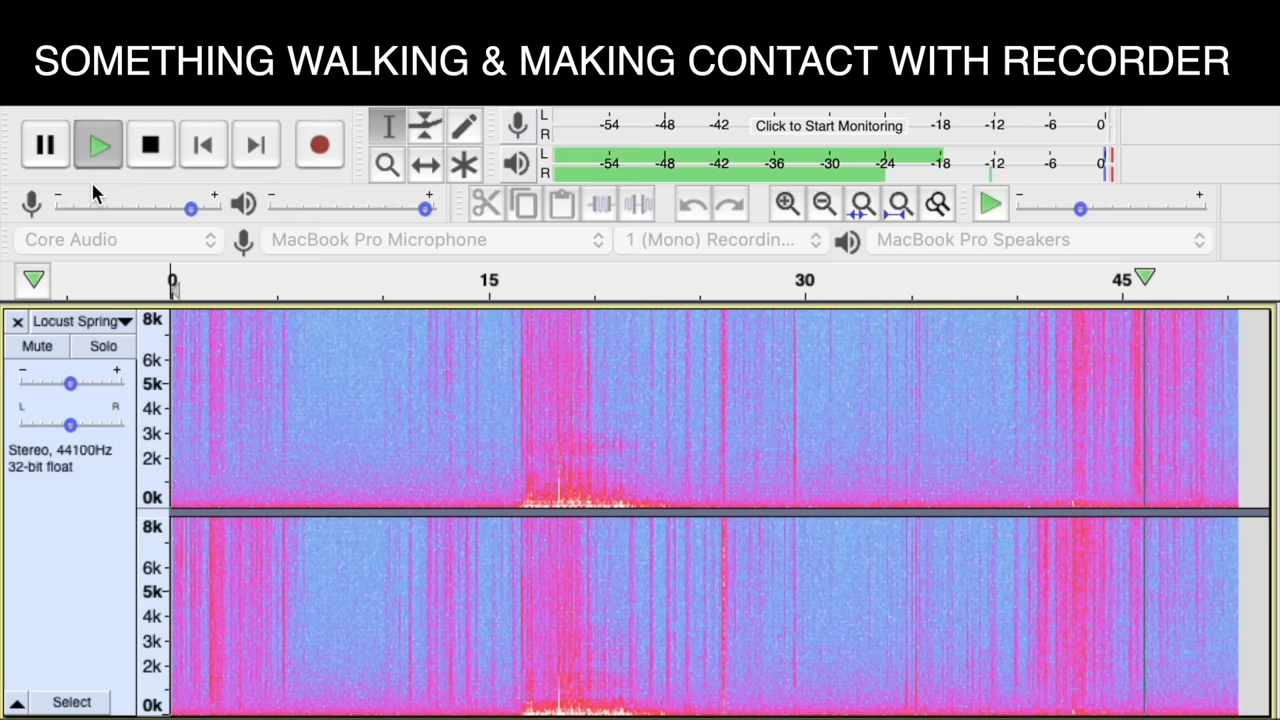 SOMETHING WALKING & MAKING CONTACT WITH RECORDER
L
R
-54 -48 -42 Click to Start Monitoring -18 -12 -6 0
L
R
-54 -48 -42 -36 -30 -24 -18 -12 -6 0
- + - + - +
Core Audio MacBook Pro Microphone 1 (Mono) Recordin... MacBook Pro Speakers
0 15 30 45
Locust Spring
Mute Solo
- +
L R
Stereo, 44100Hz
32-bit float
8k
6k
5k
4k
3k
2k
0k
8k
6k
5k
4k
3k
2k
0k
Select